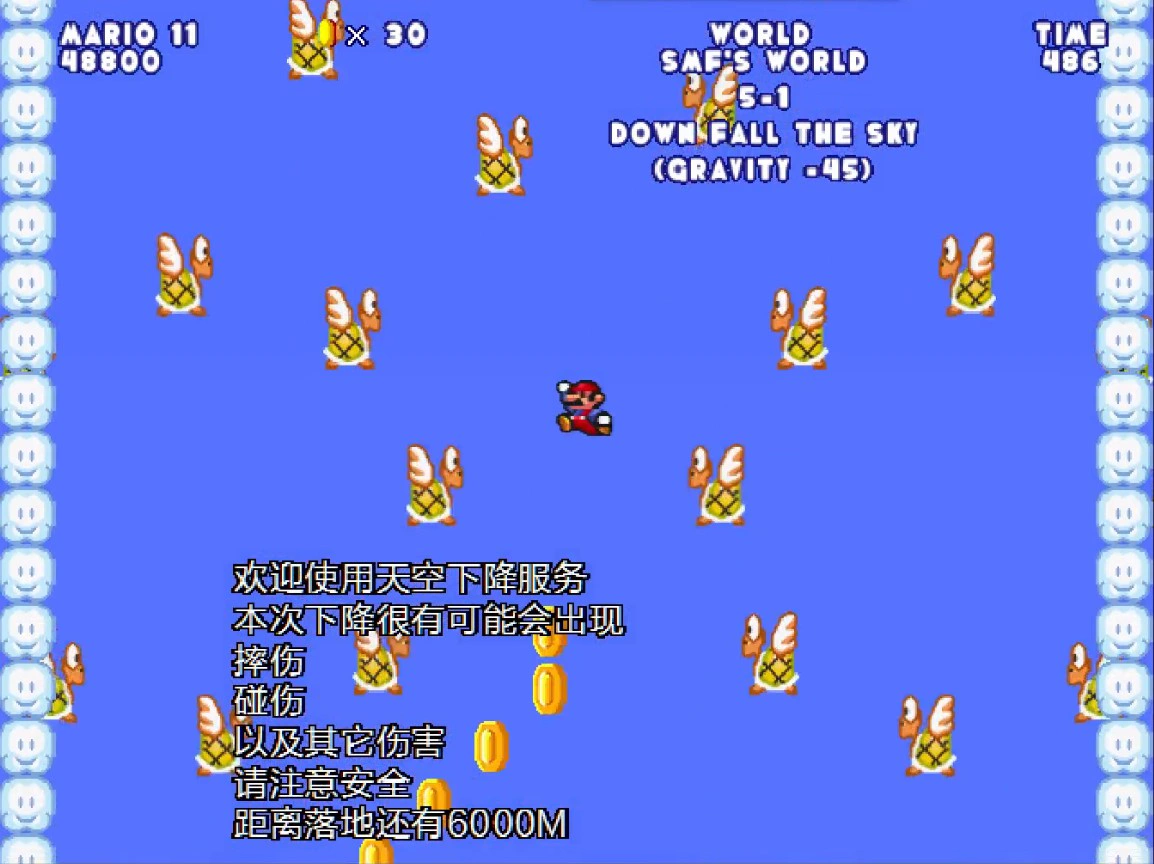 MARIO 11
48800
× 30
WORLD
SMF'S WORLD
5-1
DOWN FALL THE SKY
(GRAVITY -45)
TIME
486
欢迎使用天空下降服务
本次下降很有可能会出现
摔伤
碰伤
以及其它伤害
请注意安全
距离落地还有6000M